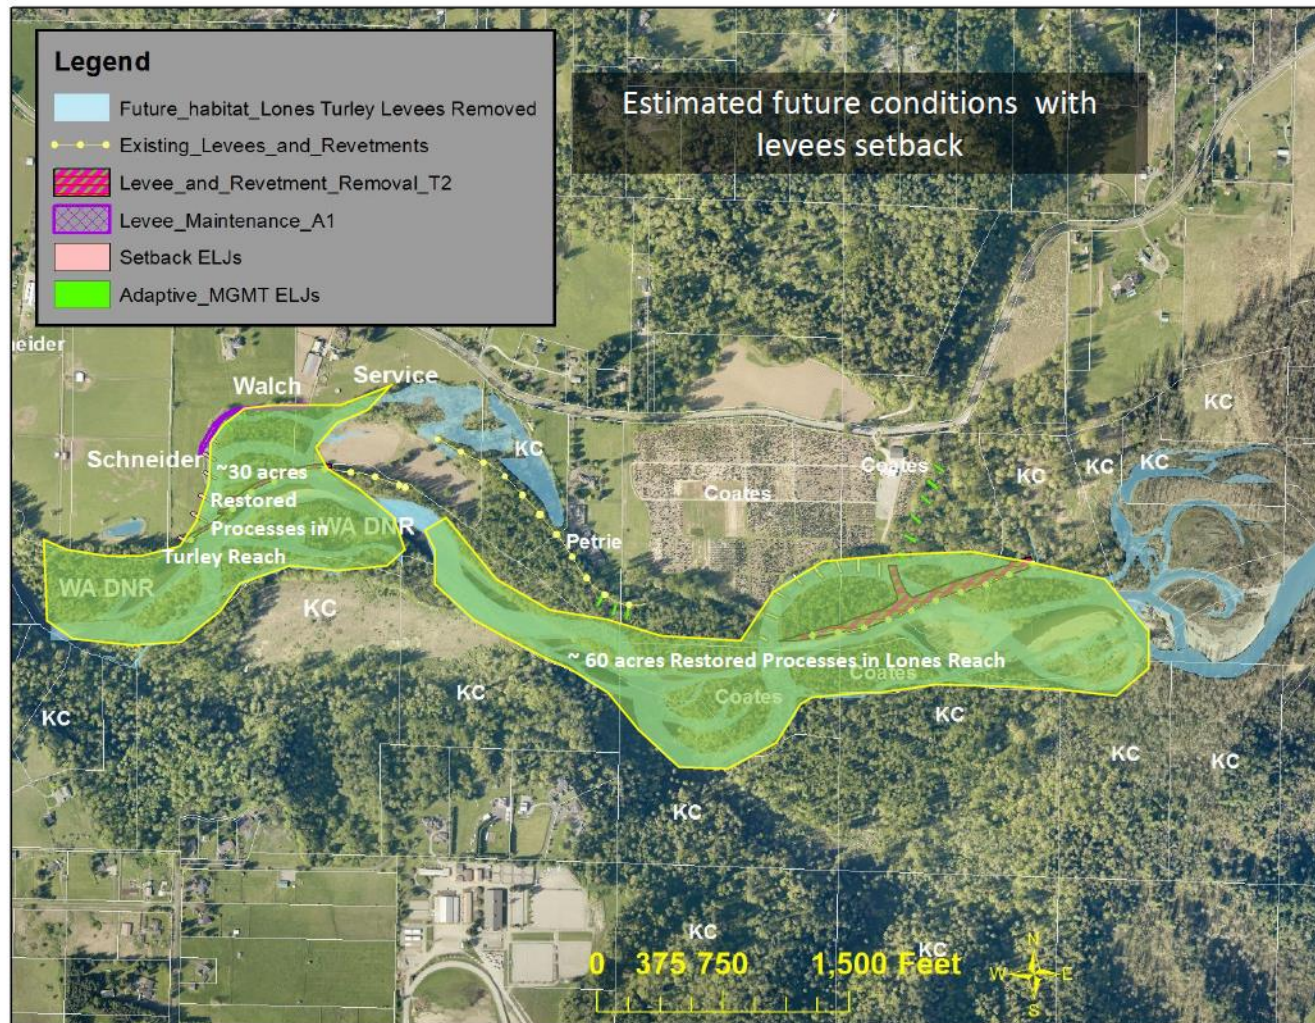 Legend
Future_habitat_Lones Turley Levees Removed
Existing_Levees_and_Revetments
Levee_and_Revetment_Removal_T2
Levee_Maintenance_A1
Setback ELJs
Adaptive_MGMT ELJs
Estimated future conditions with
levees setback
neider
Walch
Service
KC
Schneider
KC
Coates
KC
KC
KC
Coates
~30 acres
Restored
Processes in
Turley Reach
WA DNR
Petrie
WA DNR
KC
~ 60 acres Restored Processes in Lones Reach
Coates
Coates
KC
KC
KC
KC
KC
KC
KC
KC
0 375 750 1,500 Feet
N
W E
S